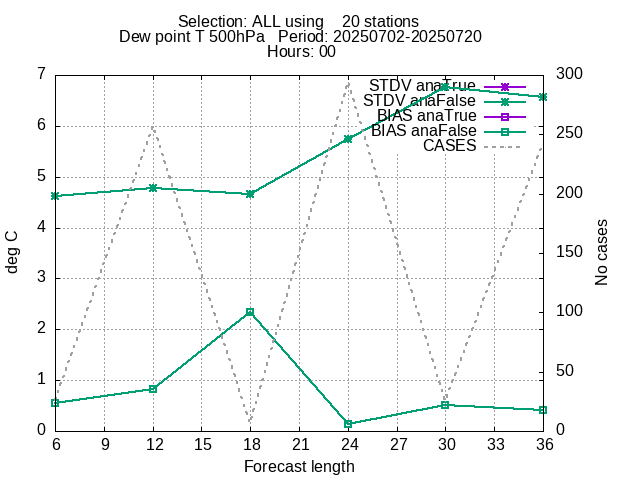 Selection: ALL using    20 stations
Dew point T 500hPa   Period: 20250702-20250720
Hours: 00
7
6
5
4
3
2
1
0
deg C
300
250
200
150
100
50
0
No cases
STDV anaTrue
STDV anaFalse
BIAS anaTrue
BIAS anaFalse
CASES
6 9 12 15 18 21 24 27 30 33 36
Forecast length